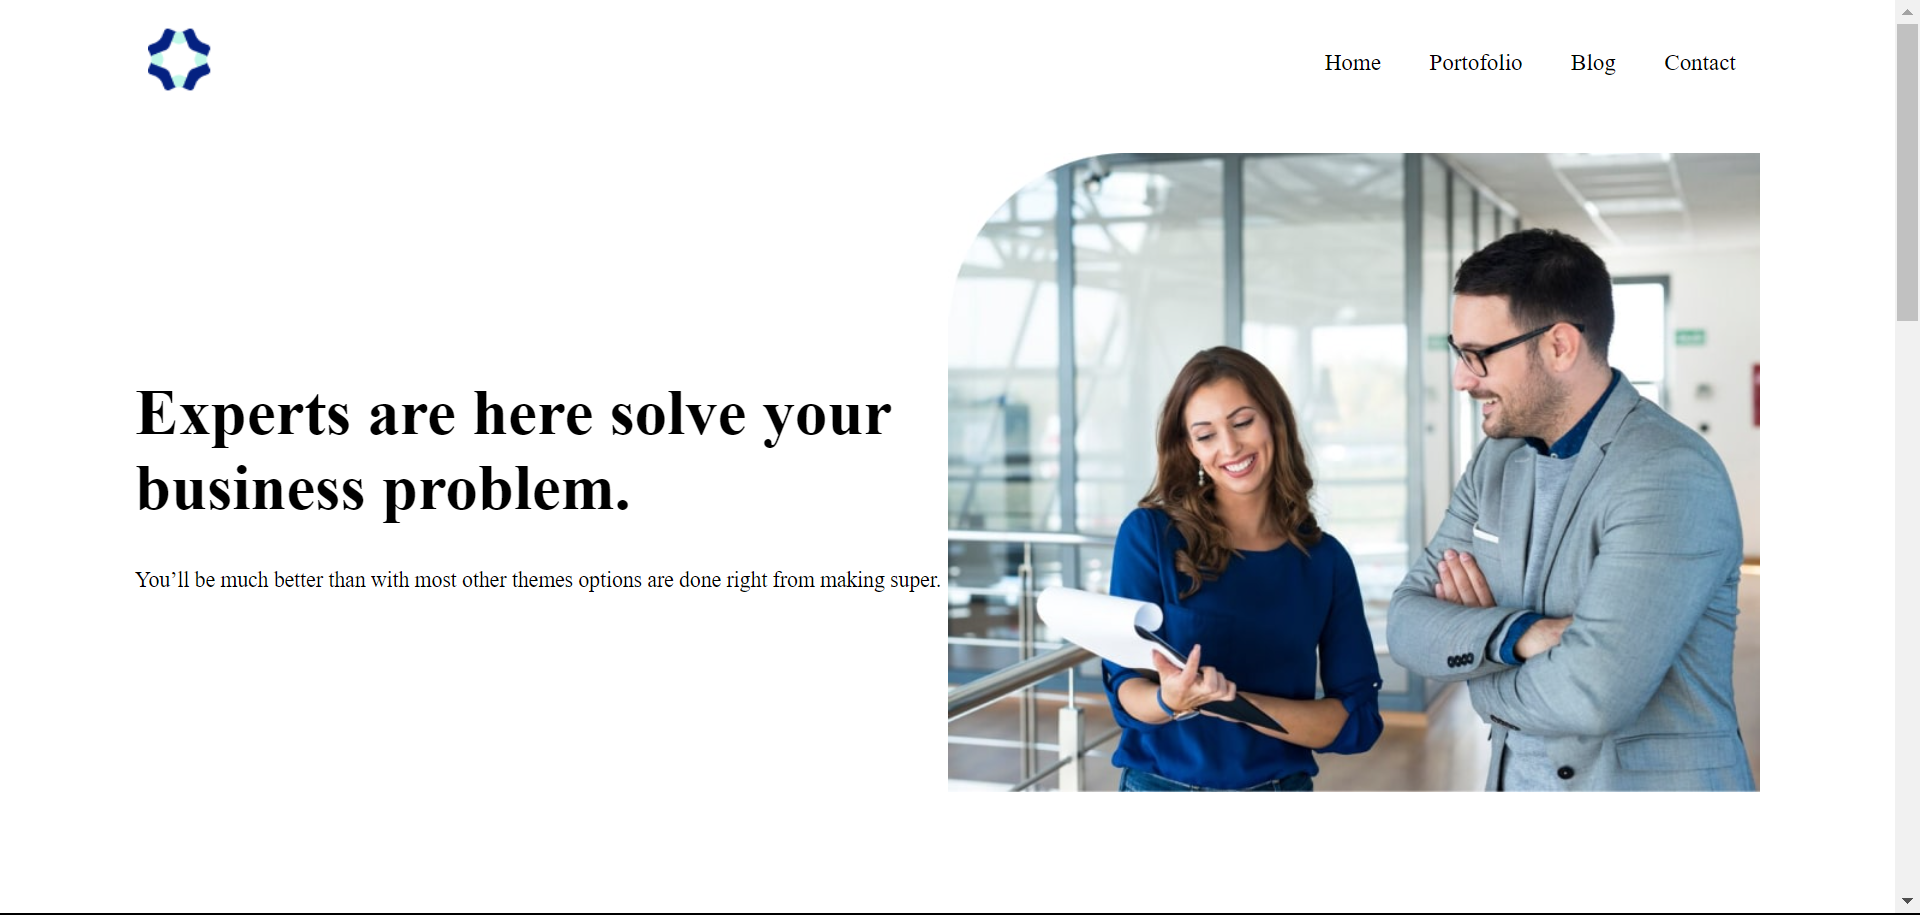 Home Portofolio Blog Contact
Experts are here solve your
business problem.
You’ll be much better than with most other themes options are done right from making super.